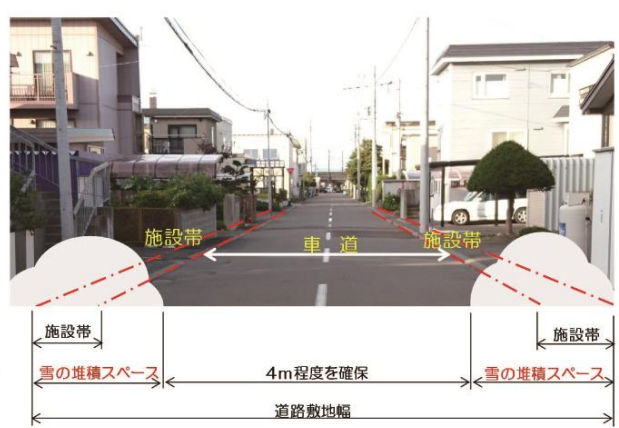 施設帯
車道
施設帯
施設帯
施設帯
雪の堆積スペース
4m程度を確保
雪の堆積スペース
道路敷地幅